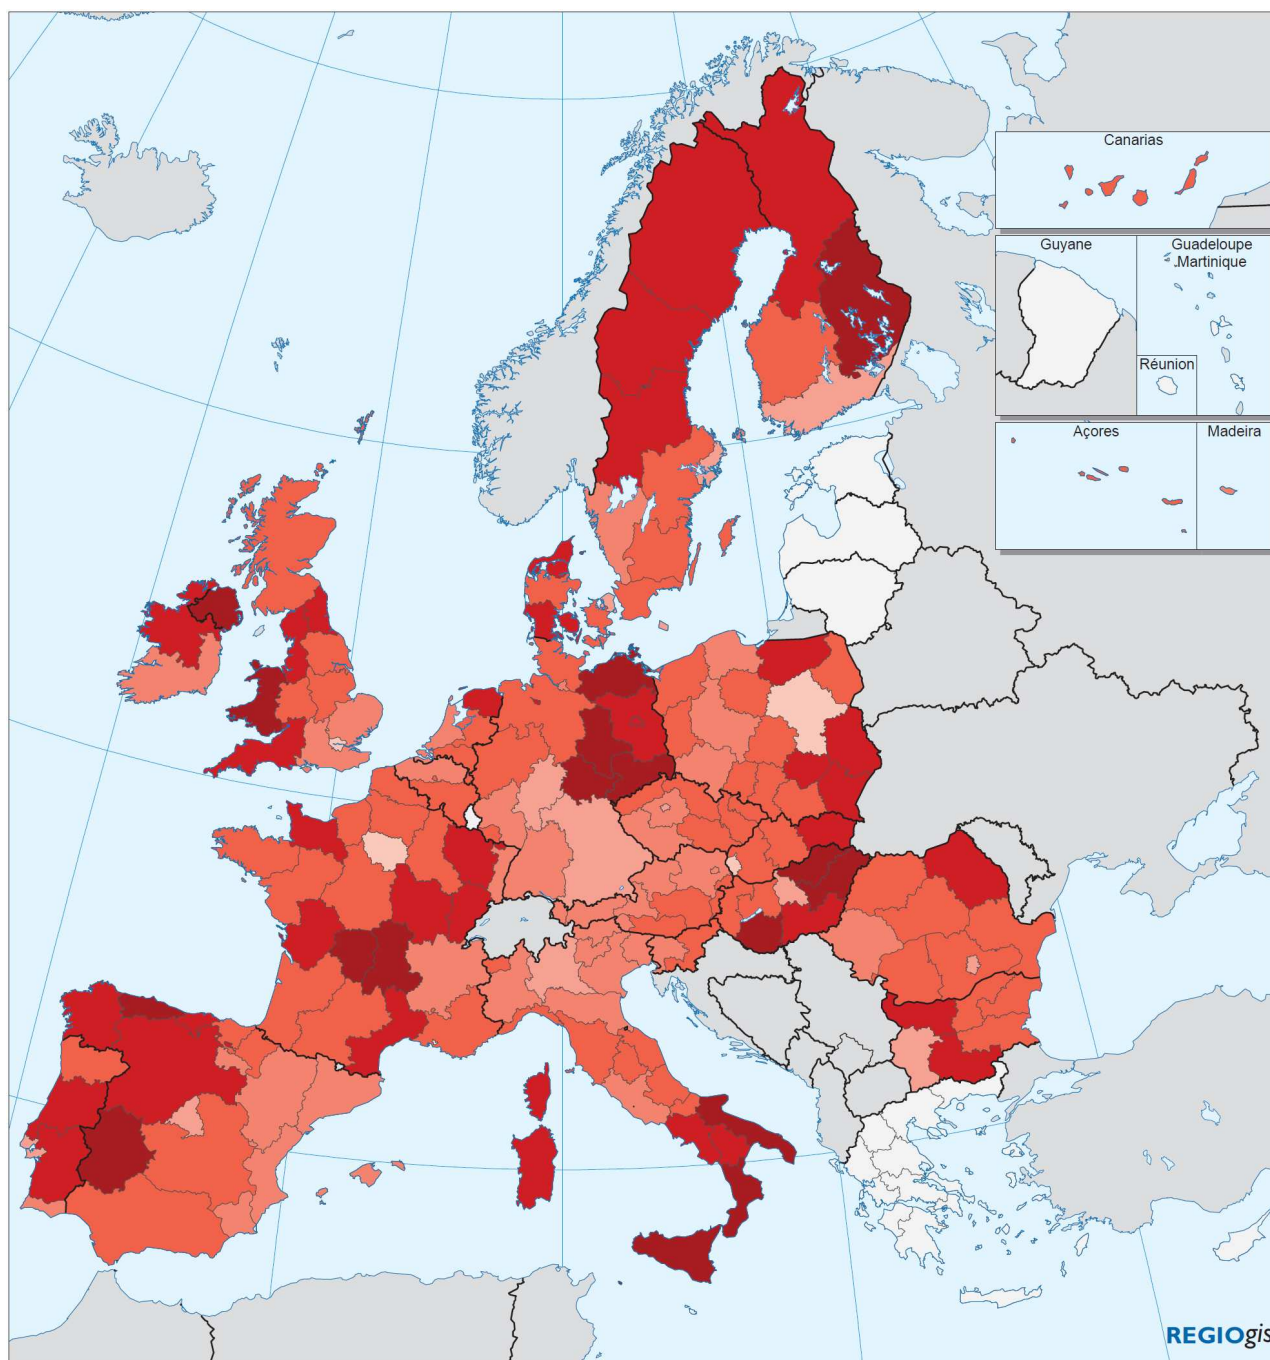 Canarias
Guyane
Guadeloupe
Martinique
Réunion
Açores
Madeira
REGIOgis